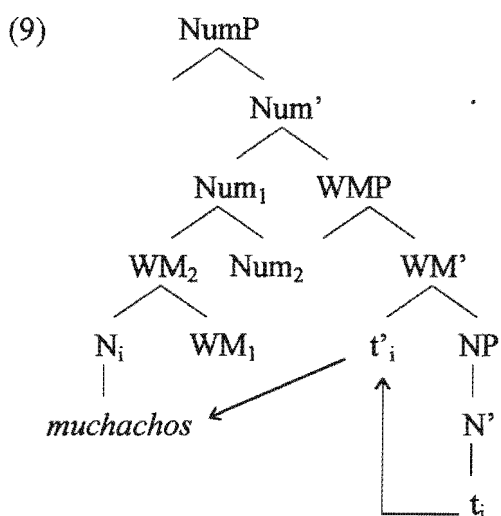 (9) NumP
Num'
Num₁ WMP
WM₂ Num₂ WM'
Nᵢ WM₁ t'ᵢ NP
muchachos N'
tᵢ